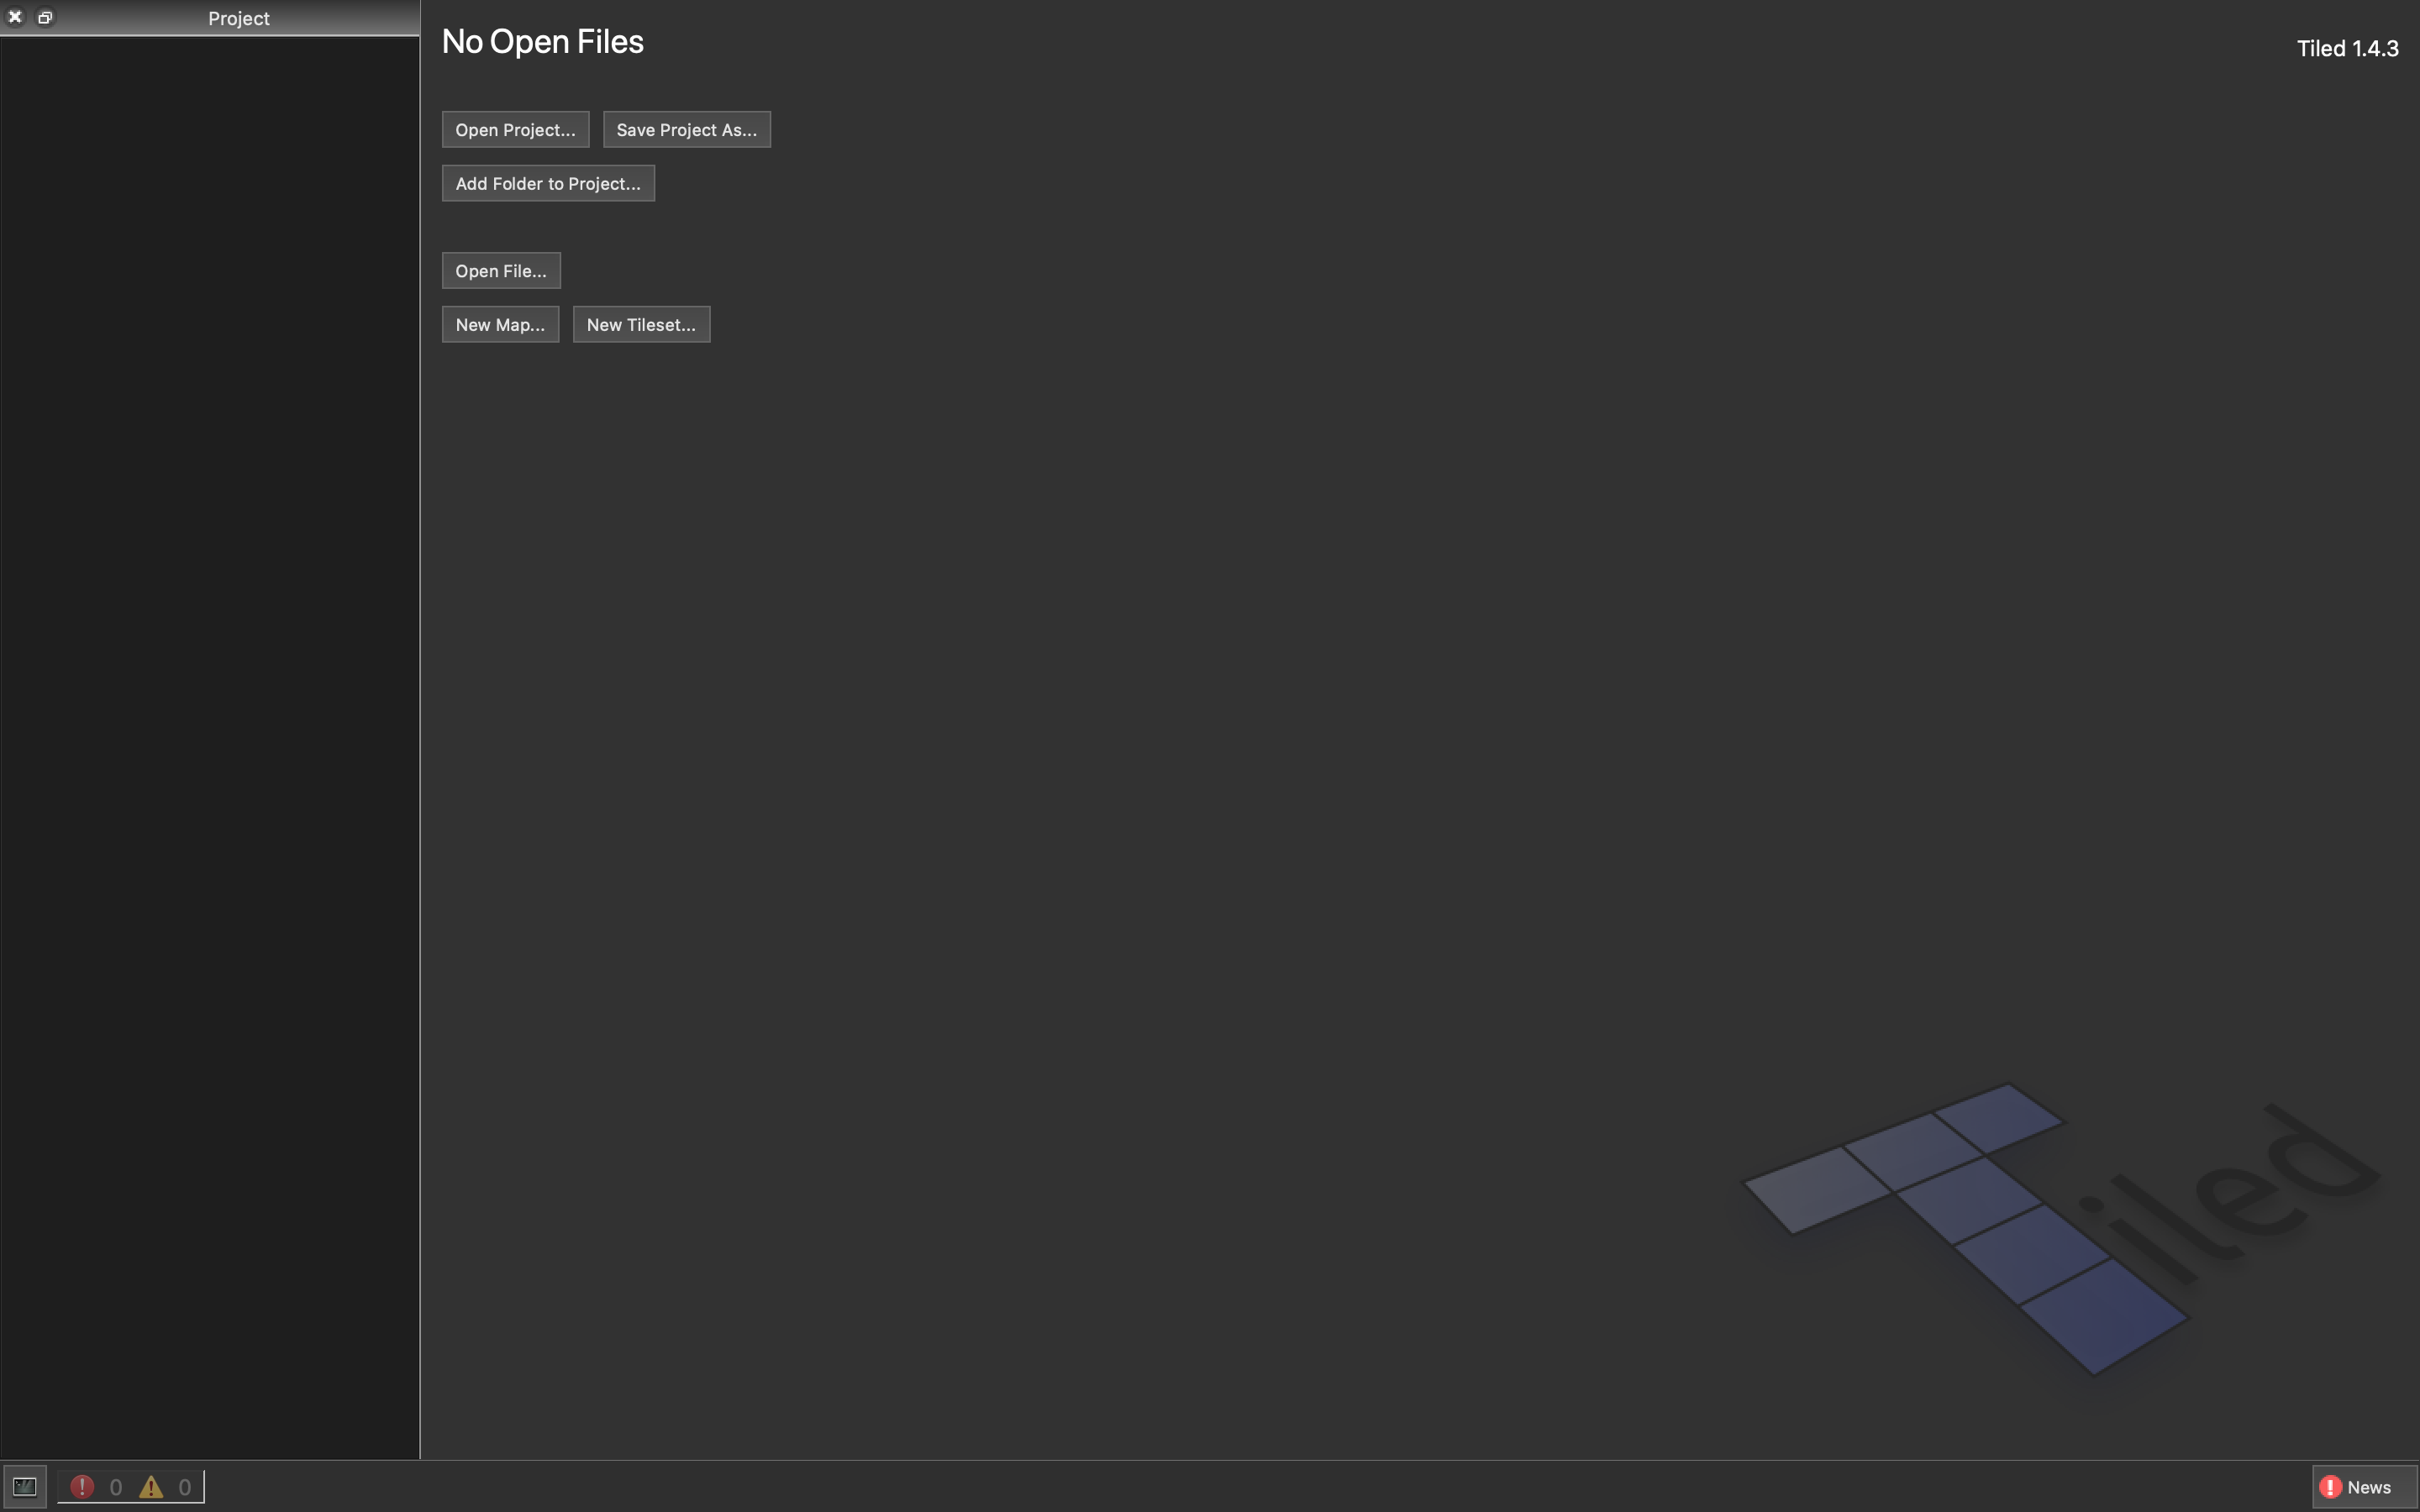 Project
No Open Files
Tiled 1.4.3
Open Project...
Save Project As...
Add Folder to Project...
Open File...
New Map...
New Tileset...
iled
0
0
News